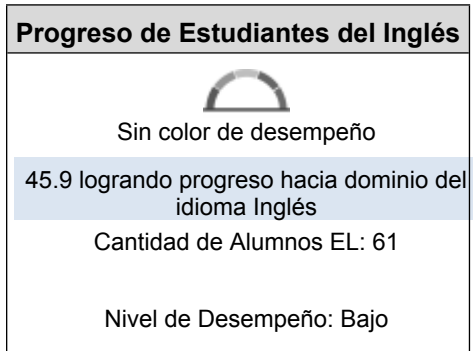 Progreso de Estudiantes del Inglés
Sin color de desempeño
45.9 logrando progreso hacia dominio del
idioma Inglés
Cantidad de Alumnos EL: 61
Nivel de Desempeño: Bajo